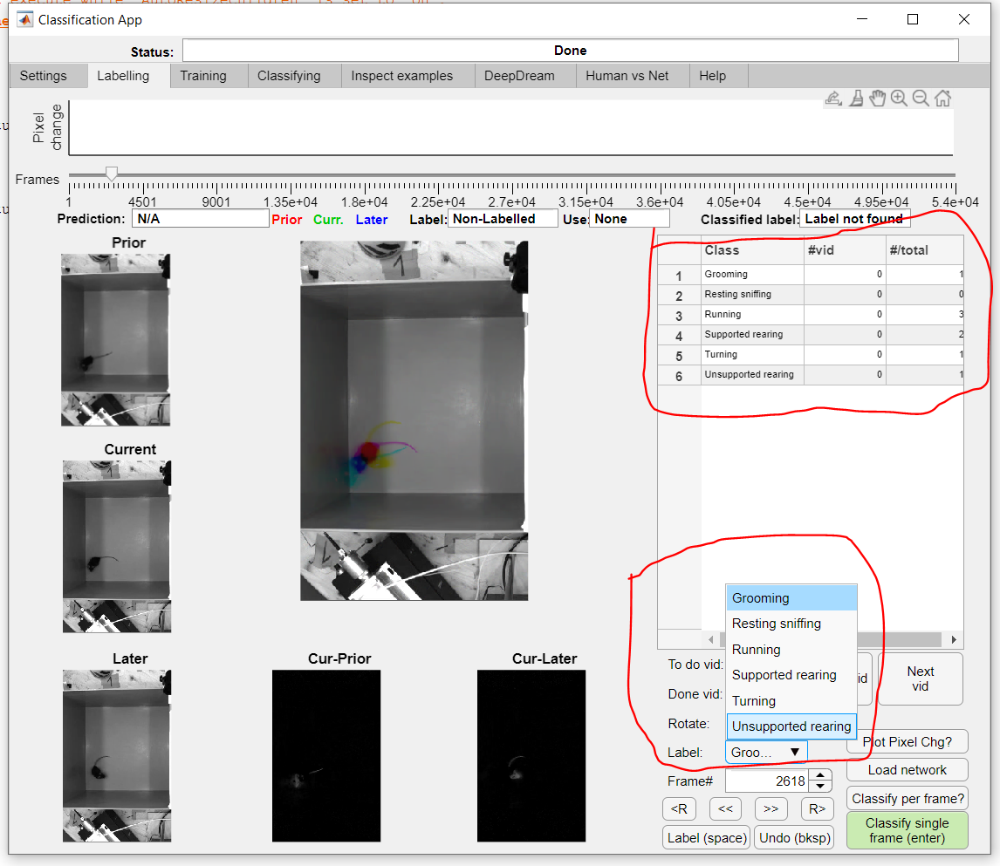 Classification App
Status: Done
Settings Labelling Training Classifying Inspect examples DeepDream Human vs Net Help
Pixel
change
Frames
1 4501 9001 1.35e+04 1.8e+04 2.25e+04 2.7e+04 3.15e+04 3.6e+04 4.05e+04 4.5e+04 4.95e+04 5.4e+04
Prediction: N/A Prior Curr. Later Label: Non-Labelled Use: None Classified label: Label not found
Prior
Class #vid #/total
1 Grooming 0 1
2 Resting sniffing 0 0
3 Running 0 3
4 Supported rearing 0 2
5 Turning 0 1
6 Unsupported rearing 0 1
Current
Later Cur-Prior Cur-Later
Grooming
Resting sniffing
Running
Supported rearing
Turning
Unsupported rearing
To do vid:
Done vid: id Next
vid
Rotate:
Label: Groo... Plot Pixel Chg?
Frame# 2618 Load network
<R << >> R> Classify per frame?
Label (space) Undo (bksp) Classify single
frame (enter)